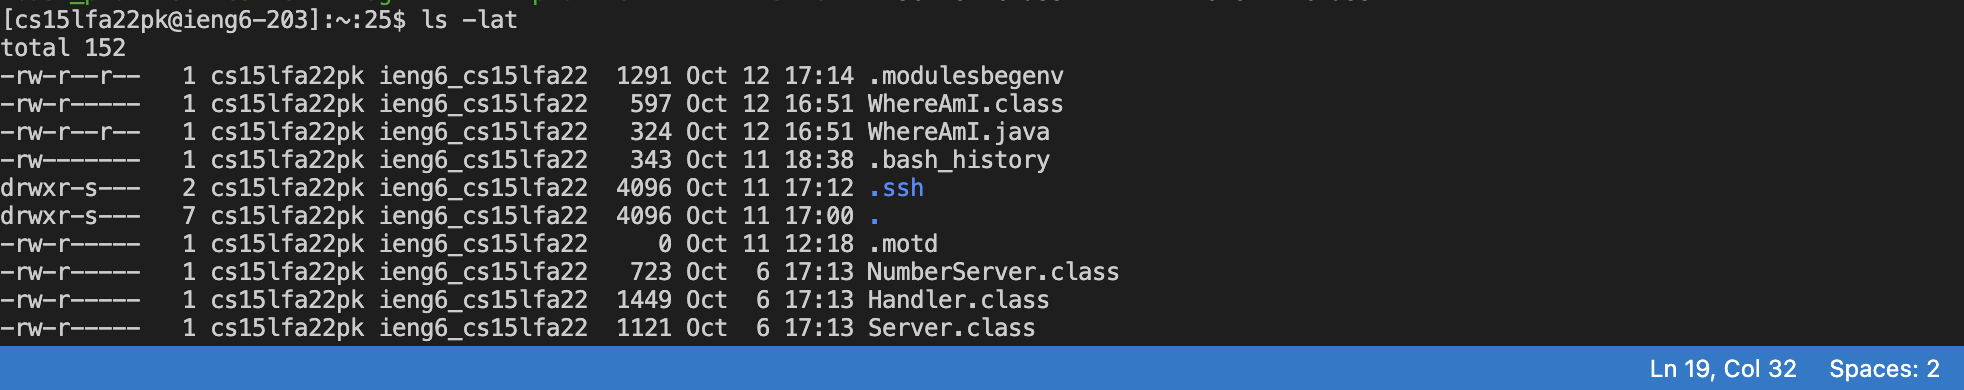 [cs15lfa22pk@ieng6-203]:~:25$ ls -lat
total 152
-rw-r--r--   1 cs15lfa22pk ieng6_cs15lfa22  1291 Oct 12 17:14 .modulesbegenv
-rw-r-----   1 cs15lfa22pk ieng6_cs15lfa22   597 Oct 12 16:51 WhereAmI.class
-rw-r--r--   1 cs15lfa22pk ieng6_cs15lfa22   324 Oct 12 16:51 WhereAmI.java
-rw-------   1 cs15lfa22pk ieng6_cs15lfa22   343 Oct 11 18:38 .bash_history
drwxr-s---   2 cs15lfa22pk ieng6_cs15lfa22  4096 Oct 11 17:12 .ssh
drwxr-s---   7 cs15lfa22pk ieng6_cs15lfa22  4096 Oct 11 17:00 .
-rw-r-----   1 cs15lfa22pk ieng6_cs15lfa22     0 Oct 11 12:18 .motd
-rw-r-----   1 cs15lfa22pk ieng6_cs15lfa22   723 Oct  6 17:13 NumberServer.class
-rw-r-----   1 cs15lfa22pk ieng6_cs15lfa22  1449 Oct  6 17:13 Handler.class
-rw-r-----   1 cs15lfa22pk ieng6_cs15lfa22  1121 Oct  6 17:13 Server.class
Ln 19, Col 32   Spaces: 2